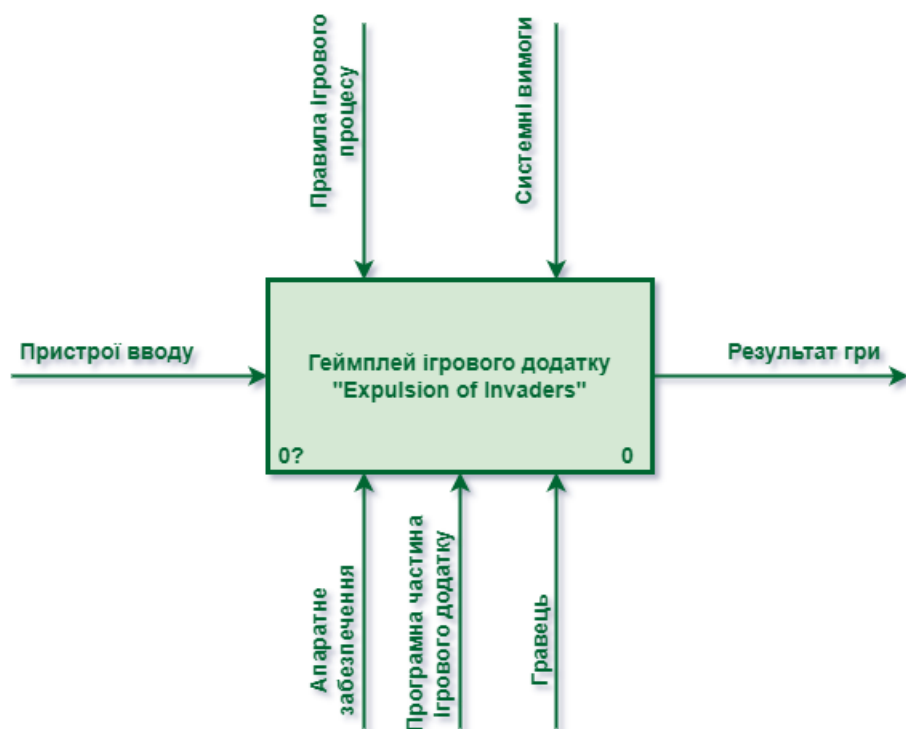 Правила ігрового
процесу
Системні вимоги
Пристрої вводу
Геймплей ігрового додатку
"Expulsion of Invaders"
0?
0
Результат гри
Апаратне
забезпечення
Програмна частина
ігрового додатку
Гравець